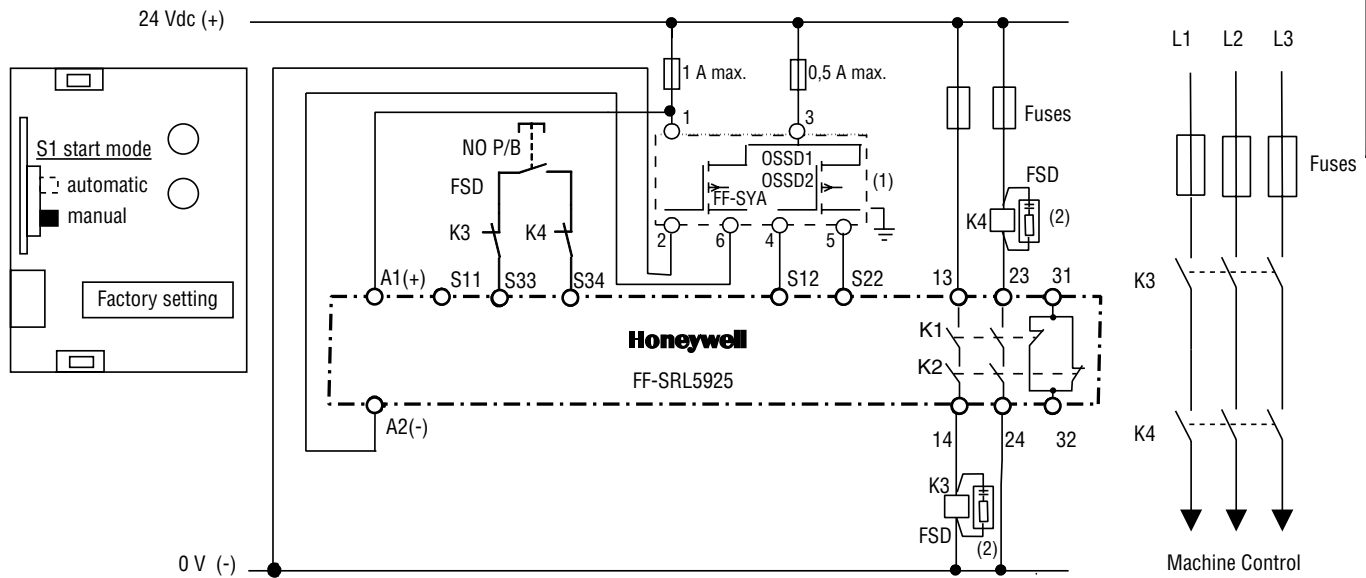 24 Vdc (+)
1 A max.
0,5 A max.
Fuses
L1 L2 L3
Fuses
S1 start mode
automatic
manual
Factory setting
NO P/B
FSD
K3
K4
1
3
OSSD1
OSSD2
FF-SYA
(1)
2
6
4
5
FSD
K4
(2)
A1(+)
S11
S33
S34
S12
S22
13
23
31
K1
K2
Honeywell
FF-SRL5925
A2(-)
14
24
32
K3
FSD
(2)
0 V (-)
K3
K4
Machine Control